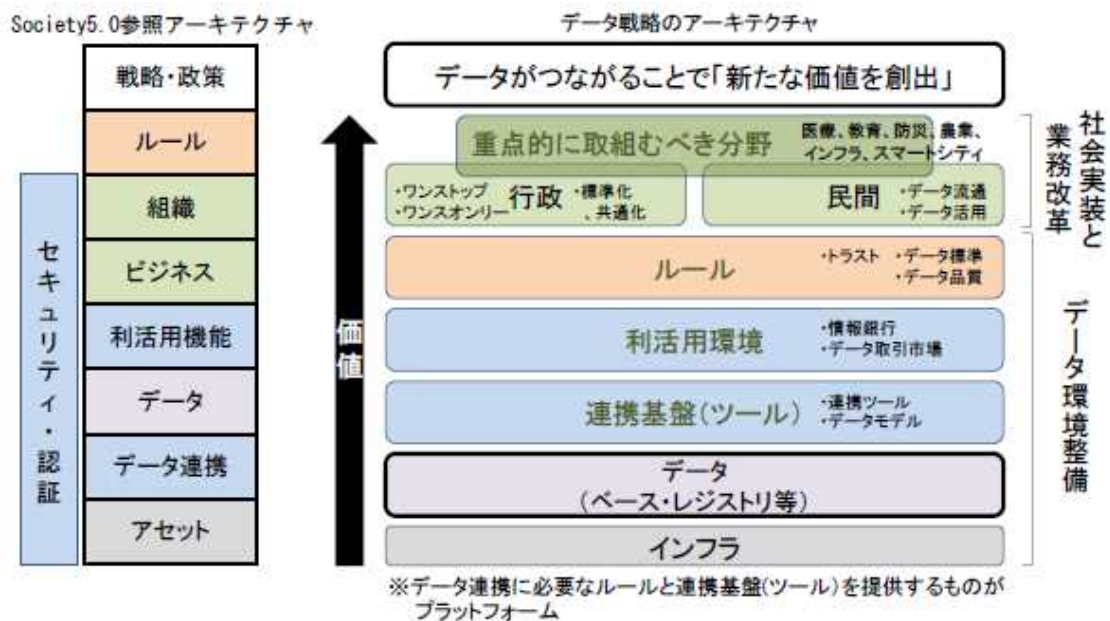 Society5.0参照アーキテクチャ
戦略・政策
ルール
組織
ビジネス
利活用機能
データ
データ連携
アセット
セキュリティ・認証
データ戦略のアーキテクチャ
データがつながることで「新たな価値を創出」
価値
重点的に取組むべき分野
医療、教育、防災、農業、
インフラ、スマートシティ
・ワンストップ
・ワンスオンリー
行政
・標準化
、共通化
民間
・データ流通
・データ活用
ルール
・トラスト ・データ標準
・データ品質
利活用環境
・情報銀行
・データ取引市場
連携基盤(ツール)
・連携ツール
・データモデル
データ
(ベース・レジストリ等)
インフラ
社会実装と
業務改革
データ環境整備
※データ連携に必要なルールと連携基盤(ツール)を提供するものが
プラットフォーム